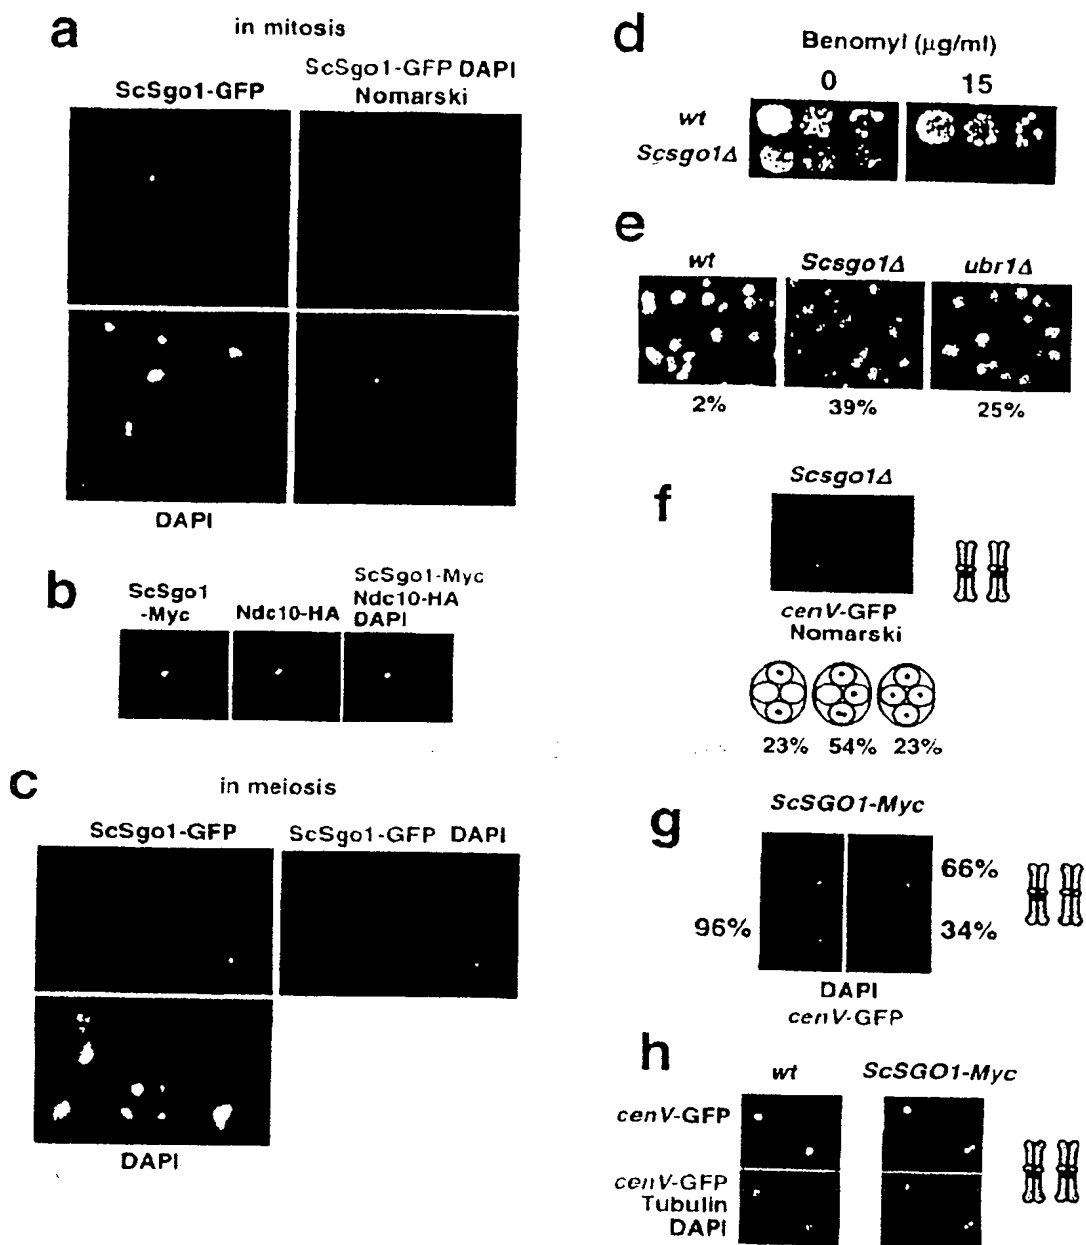 a
in mitosis
ScSgo1-GFP
ScSgo1-GFP DAPI
Nomarski
DAPI
b
ScSgo1
-Myc
Ndc10-HA
ScSgo1-Myc
Ndc10-HA
DAPI
c
in meiosis
ScSgo1-GFP
ScSgo1-GFP DAPI
DAPI
d
Benomyl (µg/ml)
0 15
wt
Scsgo1Δ
e
wt Scsgo1Δ ubr1Δ
2% 39% 25%
f
Scsgo1Δ
cenV-GFP
Nomarski
23% 54% 23%
g
ScSGO1-Myc
66%
96% 34%
DAPI
cenV-GFP
h
wt ScSGO1-Myc
cenV-GFP
cenV-GFP
Tubulin
DAPI